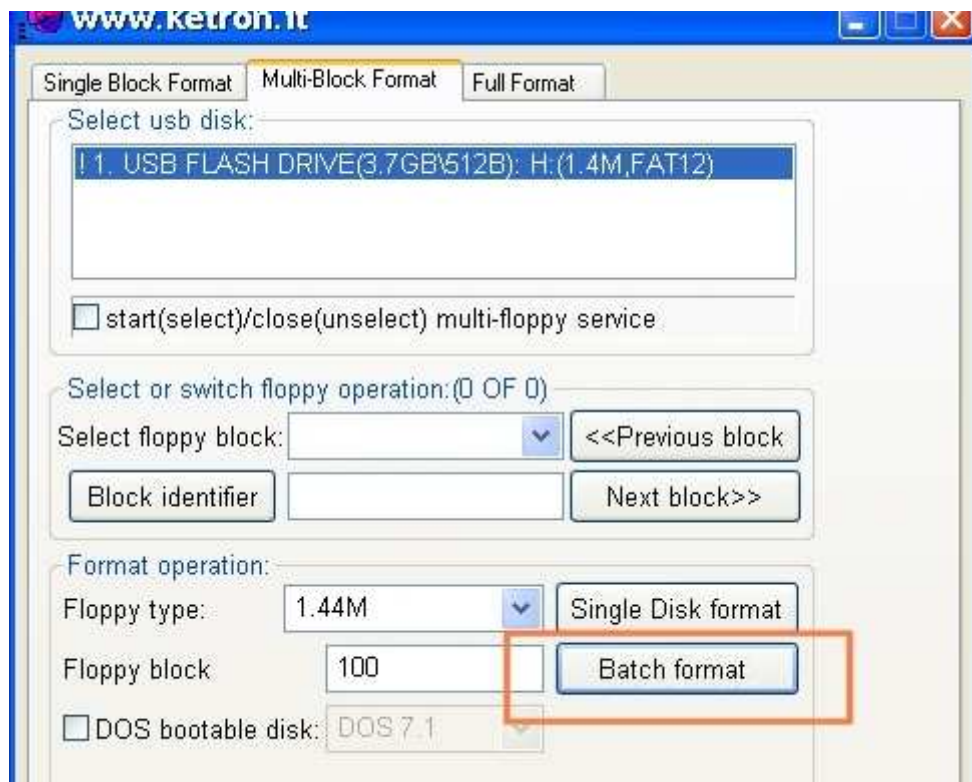 www.ketron.it
Single Block Format Multi-Block Format Full Format
Select usb disk:
! 1. USB FLASH DRIVE(3.7GB\512B): H:(1.4M,FAT12)
start(select)/close(unselect) multi-floppy service
Select or switch floppy operation:(0 OF 0)
Select floppy block: <<Previous block
Block identifier Next block>>
Format operation:
Floppy type: 1.44M Single Disk format
Floppy block 100 Batch format
DOS bootable disk: DOS 7.1